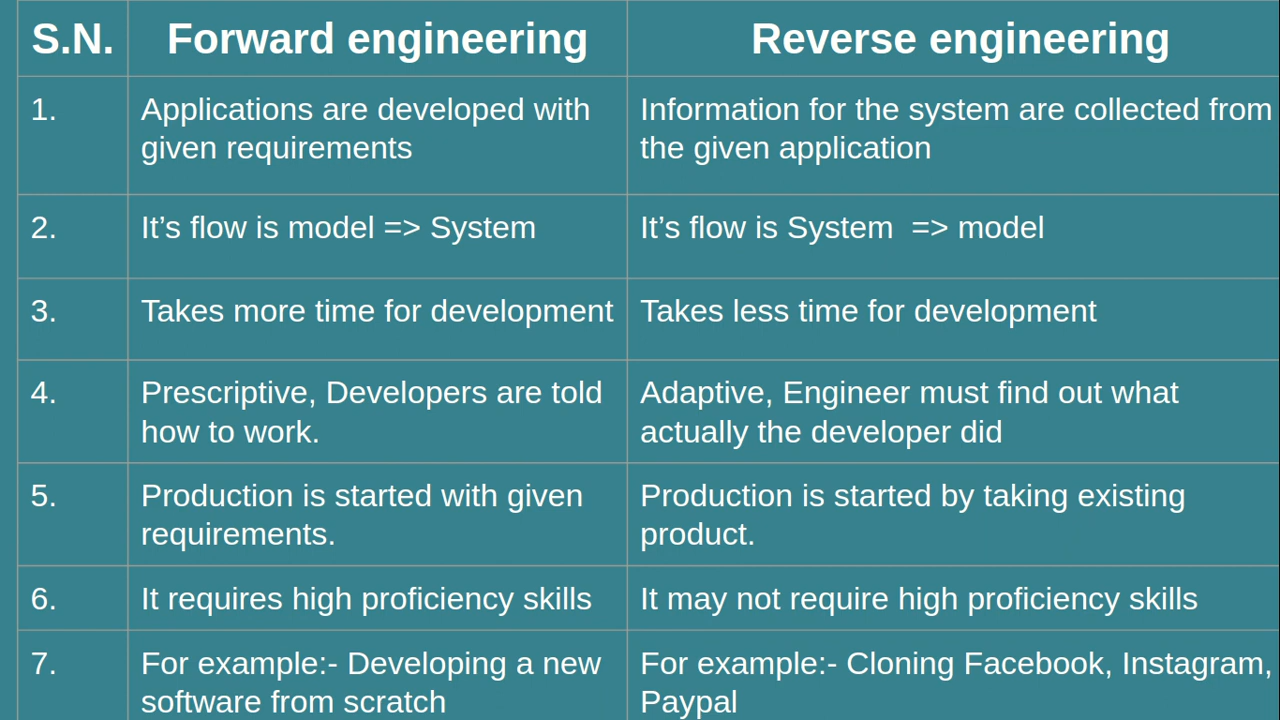 S.N. Forward engineering Reverse engineering
1. Applications are developed with Information for the system are collected from
given requirements the given application
2. It’s flow is model => System It’s flow is System => model
3. Takes more time for development Takes less time for development
4. Prescriptive, Developers are told Adaptive, Engineer must find out what
how to work. actually the developer did
5. Production is started with given Production is started by taking existing
requirements. product.
6. It requires high proficiency skills It may not require high proficiency skills
7. For example:- Developing a new For example:- Cloning Facebook, Instagram,
software from scratch Paypal